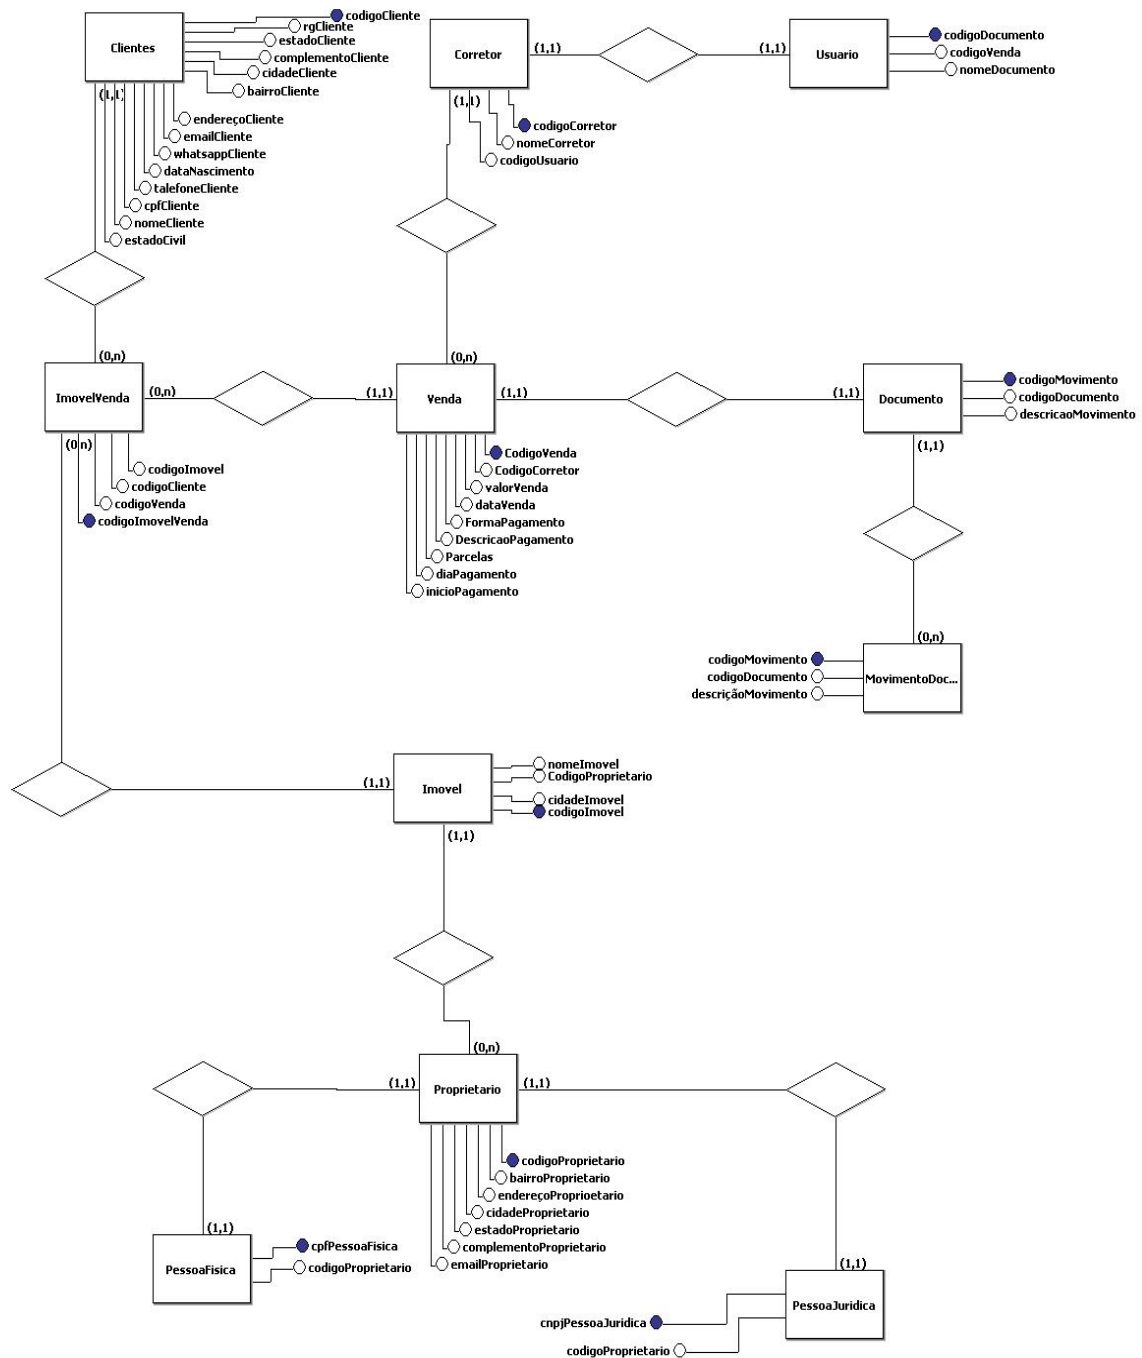 Clientes
codigoCliente
rgCliente
estadoCliente
complementoCliente
cidadeCliente
bairroCliente
(1,1)
endereçoCliente
emailCliente
whatsappCliente
dataNascimento
talefoneCliente
cpfCliente
nomeCliente
estadoCivil
Corretor
(1,1)
(1,1)
Usuario
codigoDocumento
codigoVenda
nomeDocumento
(1,1)
codigoCorretor
nomeCorretor
codigoUsuario
(0,n)
ImovelVenda
(0,n)
(0,n)
codigoImovel
codigoCliente
codigoVenda
codigoImovelVenda
(0,n)
(1,1)
Venda
(1,1)
CodigoVenda
CodigoCorretor
valorVenda
dataVenda
FormaPagamento
DescricaoPagamento
Parcelas
diaPagamento
inicioPagamento
(1,1)
Documento
codigoMovimento
codigoDocumento
descricaoMovimento
(1,1)
(0,n)
codigoMovimento
codigoDocumento
descriçãoMovimento
MovimentoDoc...
(1,1)
Imovel
nomeImovel
CodigoProprietario
cidadeImovel
codigoImovel
(1,1)
(0,n)
(1,1)
Proprietario
(1,1)
codigoProprietario
bairroProprietario
endereçoProprioetario
cidadeProprietario
estadoProprietario
complementoProprietario
emailProprietario
(1,1)
PessoaFisica
cpfPessoaFisica
codigoProprietario
(1,1)
PessoaJuridica
cnpjPessoaJuridica
codigoProprietario